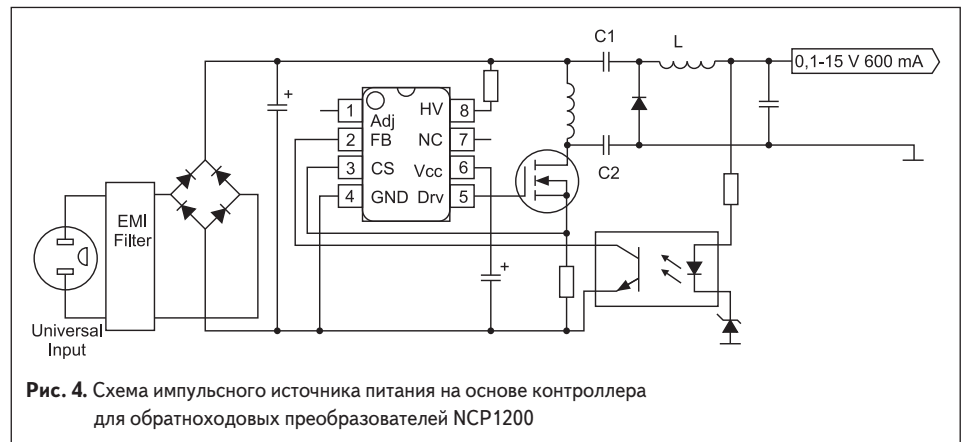 C1
L
0,1-15 V 600 mA
+
1
HV
8
Adj
2
FB
NC
7
3
CS
Vcc
6
C2
4
GND
Drv
5
EMI
Filter
+
Universal
Input
Рис. 4. Схема импульсного источника питания на основе контроллера
для обратноходовых преобразователей NCP1200